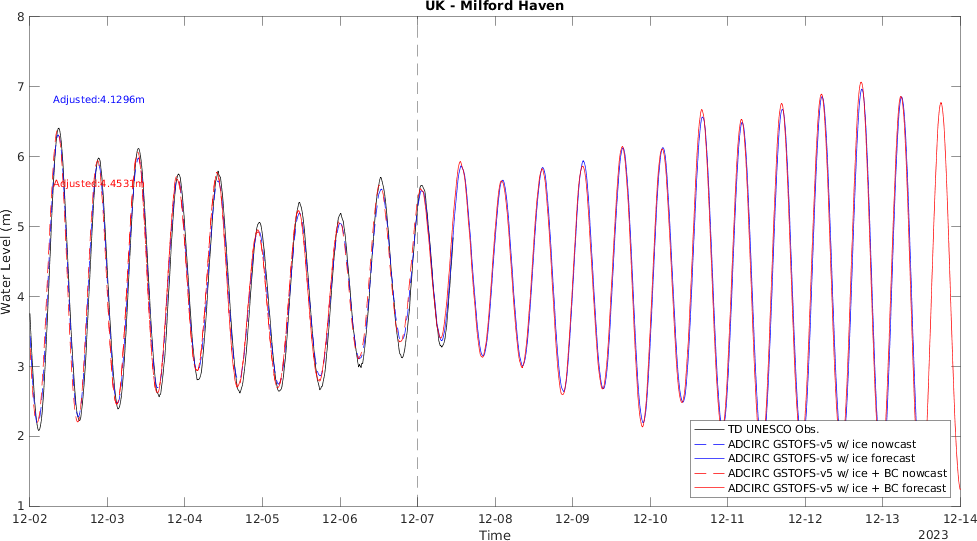 UK - Milford Haven
8
7
6
5
4
3
2
1
Water Level (m)
Adjusted:4.1296m
Adjusted:4.4531m
TD UNESCO Obs.
ADCIRC GSTOFS-v5 w/ ice nowcast
ADCIRC GSTOFS-v5 w/ ice forecast
ADCIRC GSTOFS-v5 w/ ice + BC nowcast
ADCIRC GSTOFS-v5 w/ ice + BC forecast
12-02 12-03 12-04 12-05 12-06 12-07 12-08 12-09 12-10 12-11 12-12 12-13 12-14
Time
2023